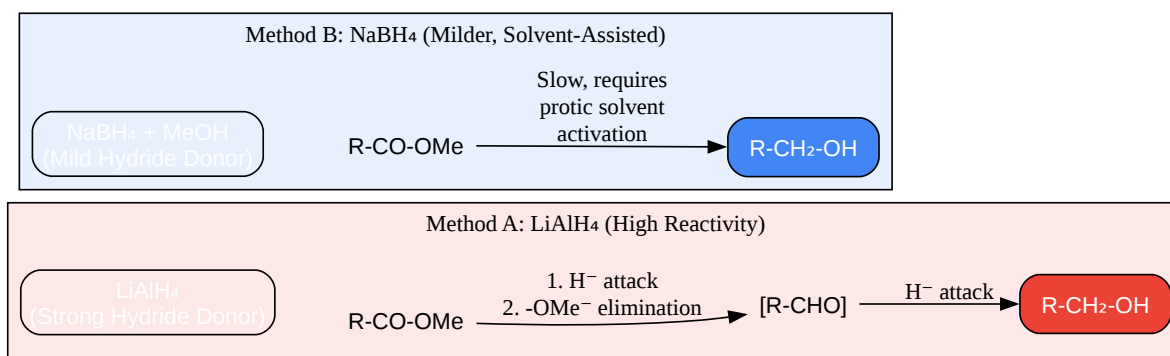 Method B: NaBH₄ (Milder, Solvent-Assisted)
NaBH₄ + MeOH
(Mild Hydride Donor)
R-CO-OMe
Slow, requires
protic solvent
activation
R-CH₂-OH
Method A: LiAlH₄ (High Reactivity)
LiAlH₄
(Strong Hydride Donor)
R-CO-OMe
1. H⁻ attack
2. -OMe⁻ elimination
[R-CHO]
H⁻ attack
R-CH₂-OH